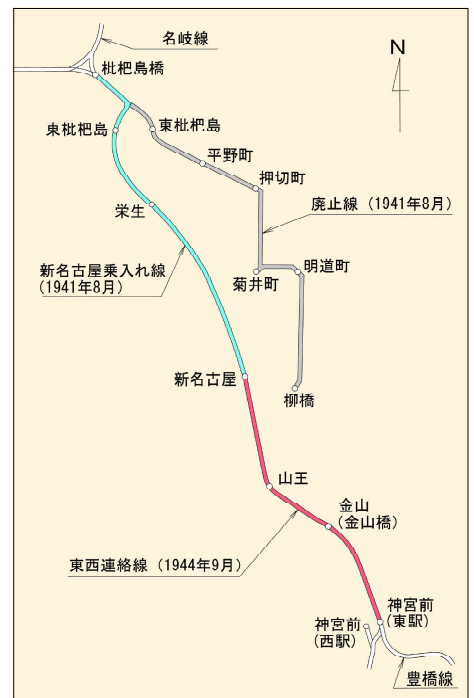 名岐線
N
枇杷島橋
東枇杷島
東枇杷島
平野町
押切町
廃止線（1941年8月）
栄生
新名古屋乗入れ線
（1941年8月）
菊井町
明道町
新名古屋
柳橋
山王
金山
（金山橋）
東西連絡線（1944年9月）
神宮前
（東駅）
神宮前
（西駅）
豊橋線